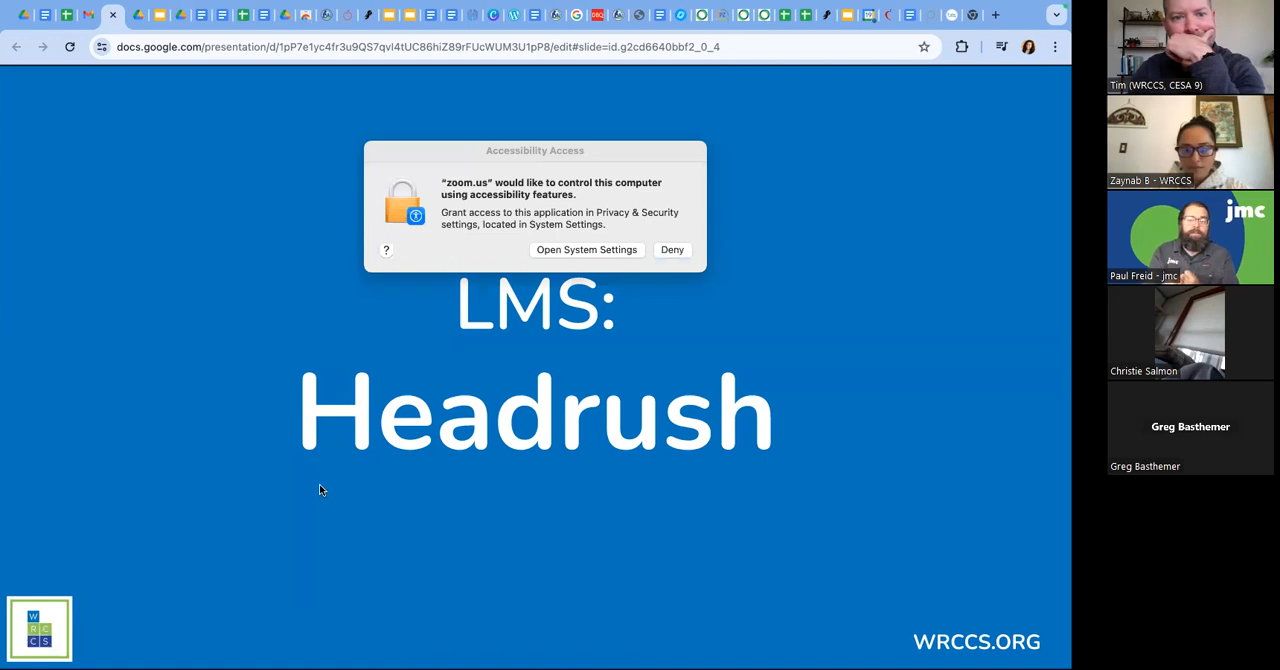 docs.google.com/presentation/d/1pP7e1yc4fr3u9QS7qvI4tUC86hiZ89rFUcWUM3U1pP8/edit#slide=id.g2cd6640bbf2_0_4
Accessibility Access
“zoom.us” would like to control this computer
using accessibility features.
Grant access to this application in Privacy & Security
settings, located in System Settings.
?
Open System Settings
Deny
LMS:
Headrush
W
R C
C S
WRCCS.ORG
Tim (WRCCS, CESA 9)
Zaynab B - WRCCS
jmc
Paul Freid - jmc
Christie Salmon
Greg Basthemer
Greg Basthemer